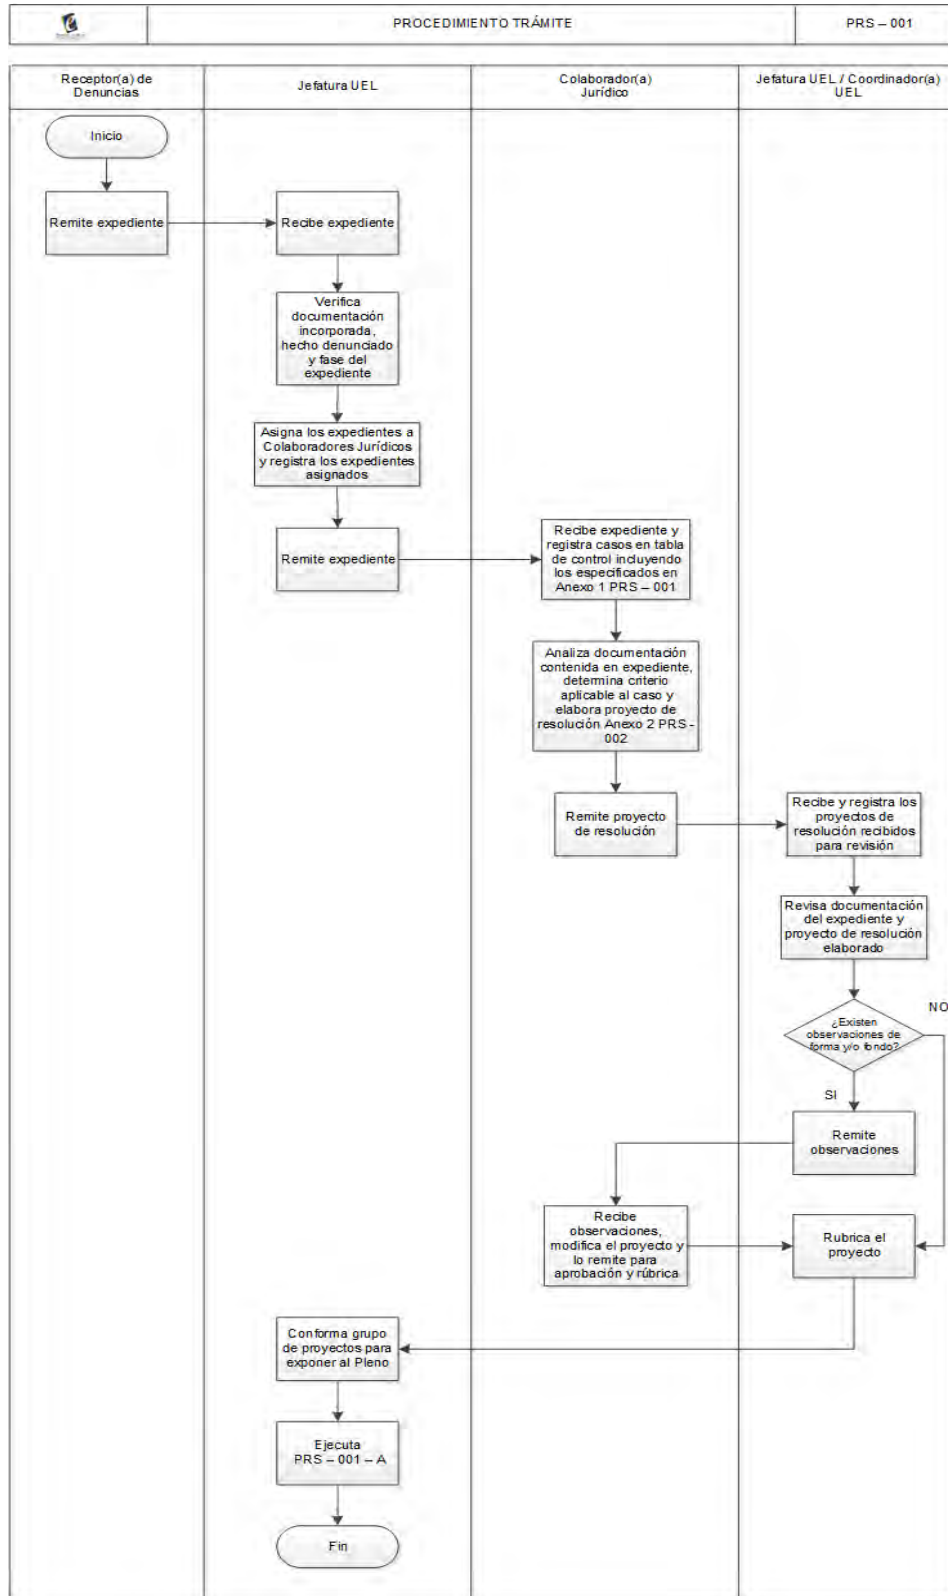 PROCEDIMIENTO TRÁMITE
PRS – 001
Receptor(a) de
Denuncias
Jefatura UEL
Colaborador(a)
Jurídico
Jefatura UEL / Coordinador(a)
UEL
Inicio
Remite expediente
Recibe expediente
Verifica
documentación
incorporada,
hecho denunciado
y fase del
expediente
Asigna los expedientes a
Colaboradores Jurídicos
y registra los expedientes
asignados
Remite expediente
Recibe expediente y
registra casos en tabla
de control incluyendo
los especificados en
Anexo 1 PRS – 001
Analiza documentación
contenida en expediente,
determina criterio
aplicable al caso y
elabora proyecto de
resolución Anexo 2 PRS -
002
Remite proyecto
de resolución
Recibe y registra los
proyectos de
resolución recibidos
para revisión
Revisa documentación
del expediente y
proyecto de resolución
elaborado
¿Existen
observaciones de
forma y/o fondo?
NO
SI
Remite
observaciones
Recibe
observaciones,
modifica el proyecto y
lo remite para
aprobación y rúbrica
Rubrica el
proyecto
Conforma grupo
de proyectos para
exponer al Pleno
Ejecuta
PRS – 001 – A
Fin